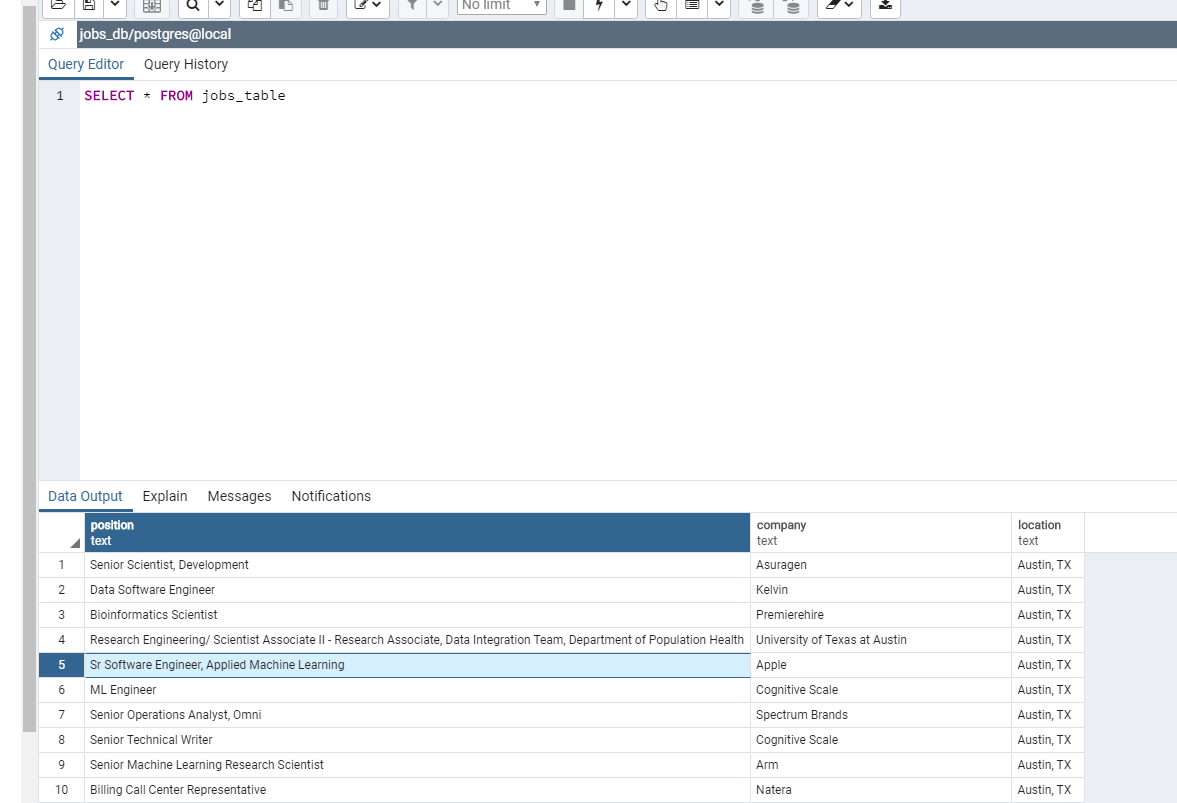 No limit
jobs_db/postgres@local
Query Editor Query History
1 SELECT * FROM jobs_table
Data Output Explain Messages Notifications
position company location
text text text
1 Senior Scientist, Development Asuragen Austin, TX
2 Data Software Engineer Kelvin Austin, TX
3 Bioinformatics Scientist Premierehire Austin, TX
4 Research Engineering/ Scientist Associate II - Research Associate, Data Integration Team, Department of Population Health University of Texas at Austin Austin, TX
5 Sr Software Engineer, Applied Machine Learning Apple Austin, TX
6 ML Engineer Cognitive Scale Austin, TX
7 Senior Operations Analyst, Omni Spectrum Brands Austin, TX
8 Senior Technical Writer Cognitive Scale Austin, TX
9 Senior Machine Learning Research Scientist Arm Austin, TX
10 Billing Call Center Representative Natera Austin, TX